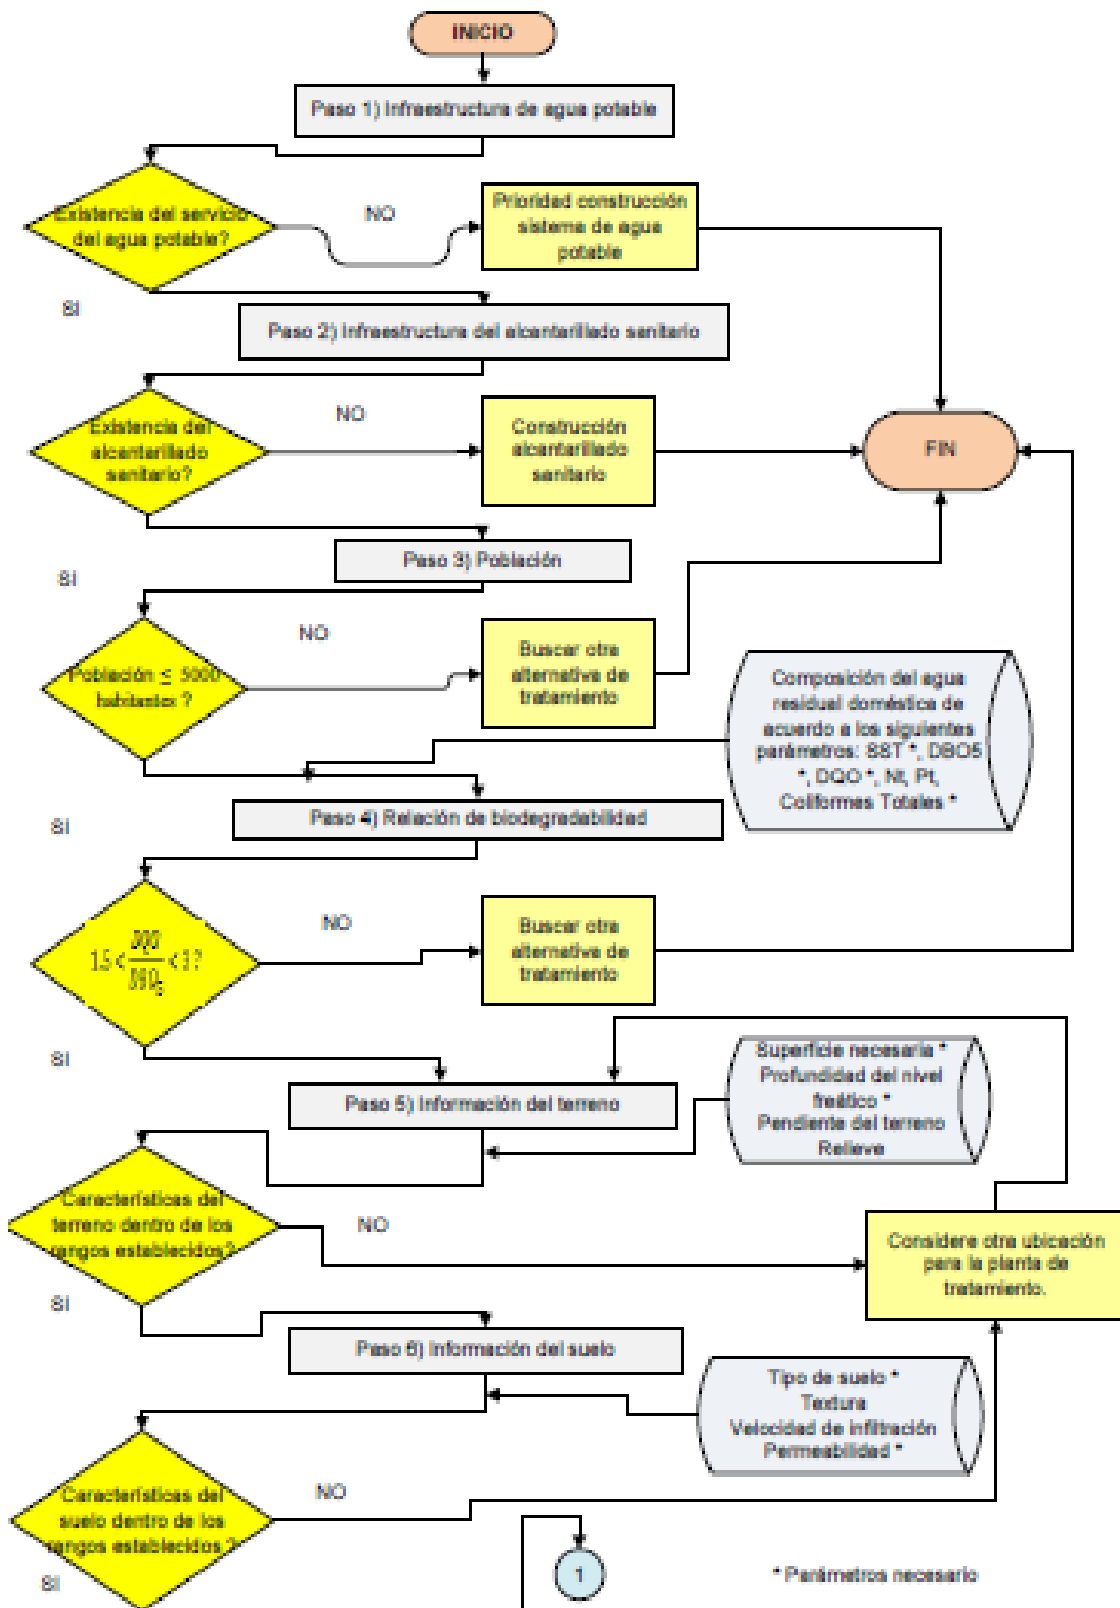 INICIO
Paso 1) Infraestructura de agua potable
Existencia del servicio
del agua potable?
NO
Prioridad construcción
sistema de agua
potable
SI
Paso 2) Infraestructura del alcantarillado sanitario
Existencia del
alcantarillado
sanitario?
NO
Construcción
alcantarillado
sanitario
FIN
SI
Paso 3) Población
Población ≤ 5000
habitantes ?
NO
Buscar otra
alternativa de
tratamiento
Composición del agua
residual doméstica de
acuerdo a los siguientes
parámetros: SST *, DBO5
*, DQO *, Nt, Pt,
Coliformes Totales *
SI
Paso 4) Relación de biodegradabilidad
1.5 < DQO / DBO5 < 3 ?
NO
Buscar otra
alternativa de
tratamiento
SI
Paso 5) Información del terreno
Superficie necesaria *
Profundidad del nivel
freático *
Pendiente del terreno
Relieve
Características del
terreno dentro de los
rangos establecidos?
NO
Considere otra ubicación
para la planta de
tratamiento.
SI
Paso 6) Información del suelo
Tipo de suelo *
Textura
Velocidad de infiltración
Permeabilidad *
Características del
suelo dentro de los
rangos establecidos ?
NO
SI
1
* Parámetros necesario